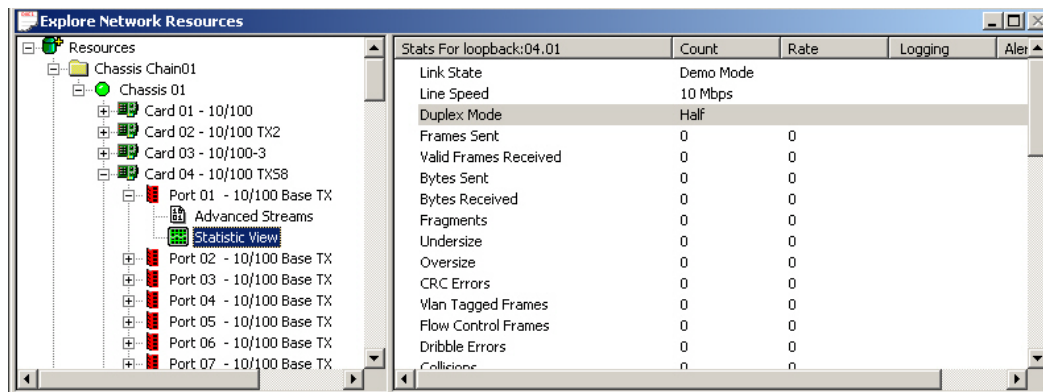 Explore Network Resources
Resources
Chassis Chain01
Chassis 01
Card 01 - 10/100
Card 02 - 10/100 TX2
Card 03 - 10/100-3
Card 04 - 10/100 TXS8
Port 01 - 10/100 Base TX
Advanced Streams
Statistic View
Port 02 - 10/100 Base TX
Port 03 - 10/100 Base TX
Port 04 - 10/100 Base TX
Port 05 - 10/100 Base TX
Port 06 - 10/100 Base TX
Port 07 - 10/100 Base TX
Stats For loopback:04.01 Count Rate Logging Aler
Link State Demo Mode
Line Speed 10 Mbps
Duplex Mode Half
Frames Sent 0 0
Valid Frames Received 0 0
Bytes Sent 0 0
Bytes Received 0 0
Fragments 0 0
Undersize 0 0
Oversize 0 0
CRC Errors 0 0
Vlan Tagged Frames 0 0
Flow Control Frames 0 0
Dribble Errors 0 0
Collisions 0 0